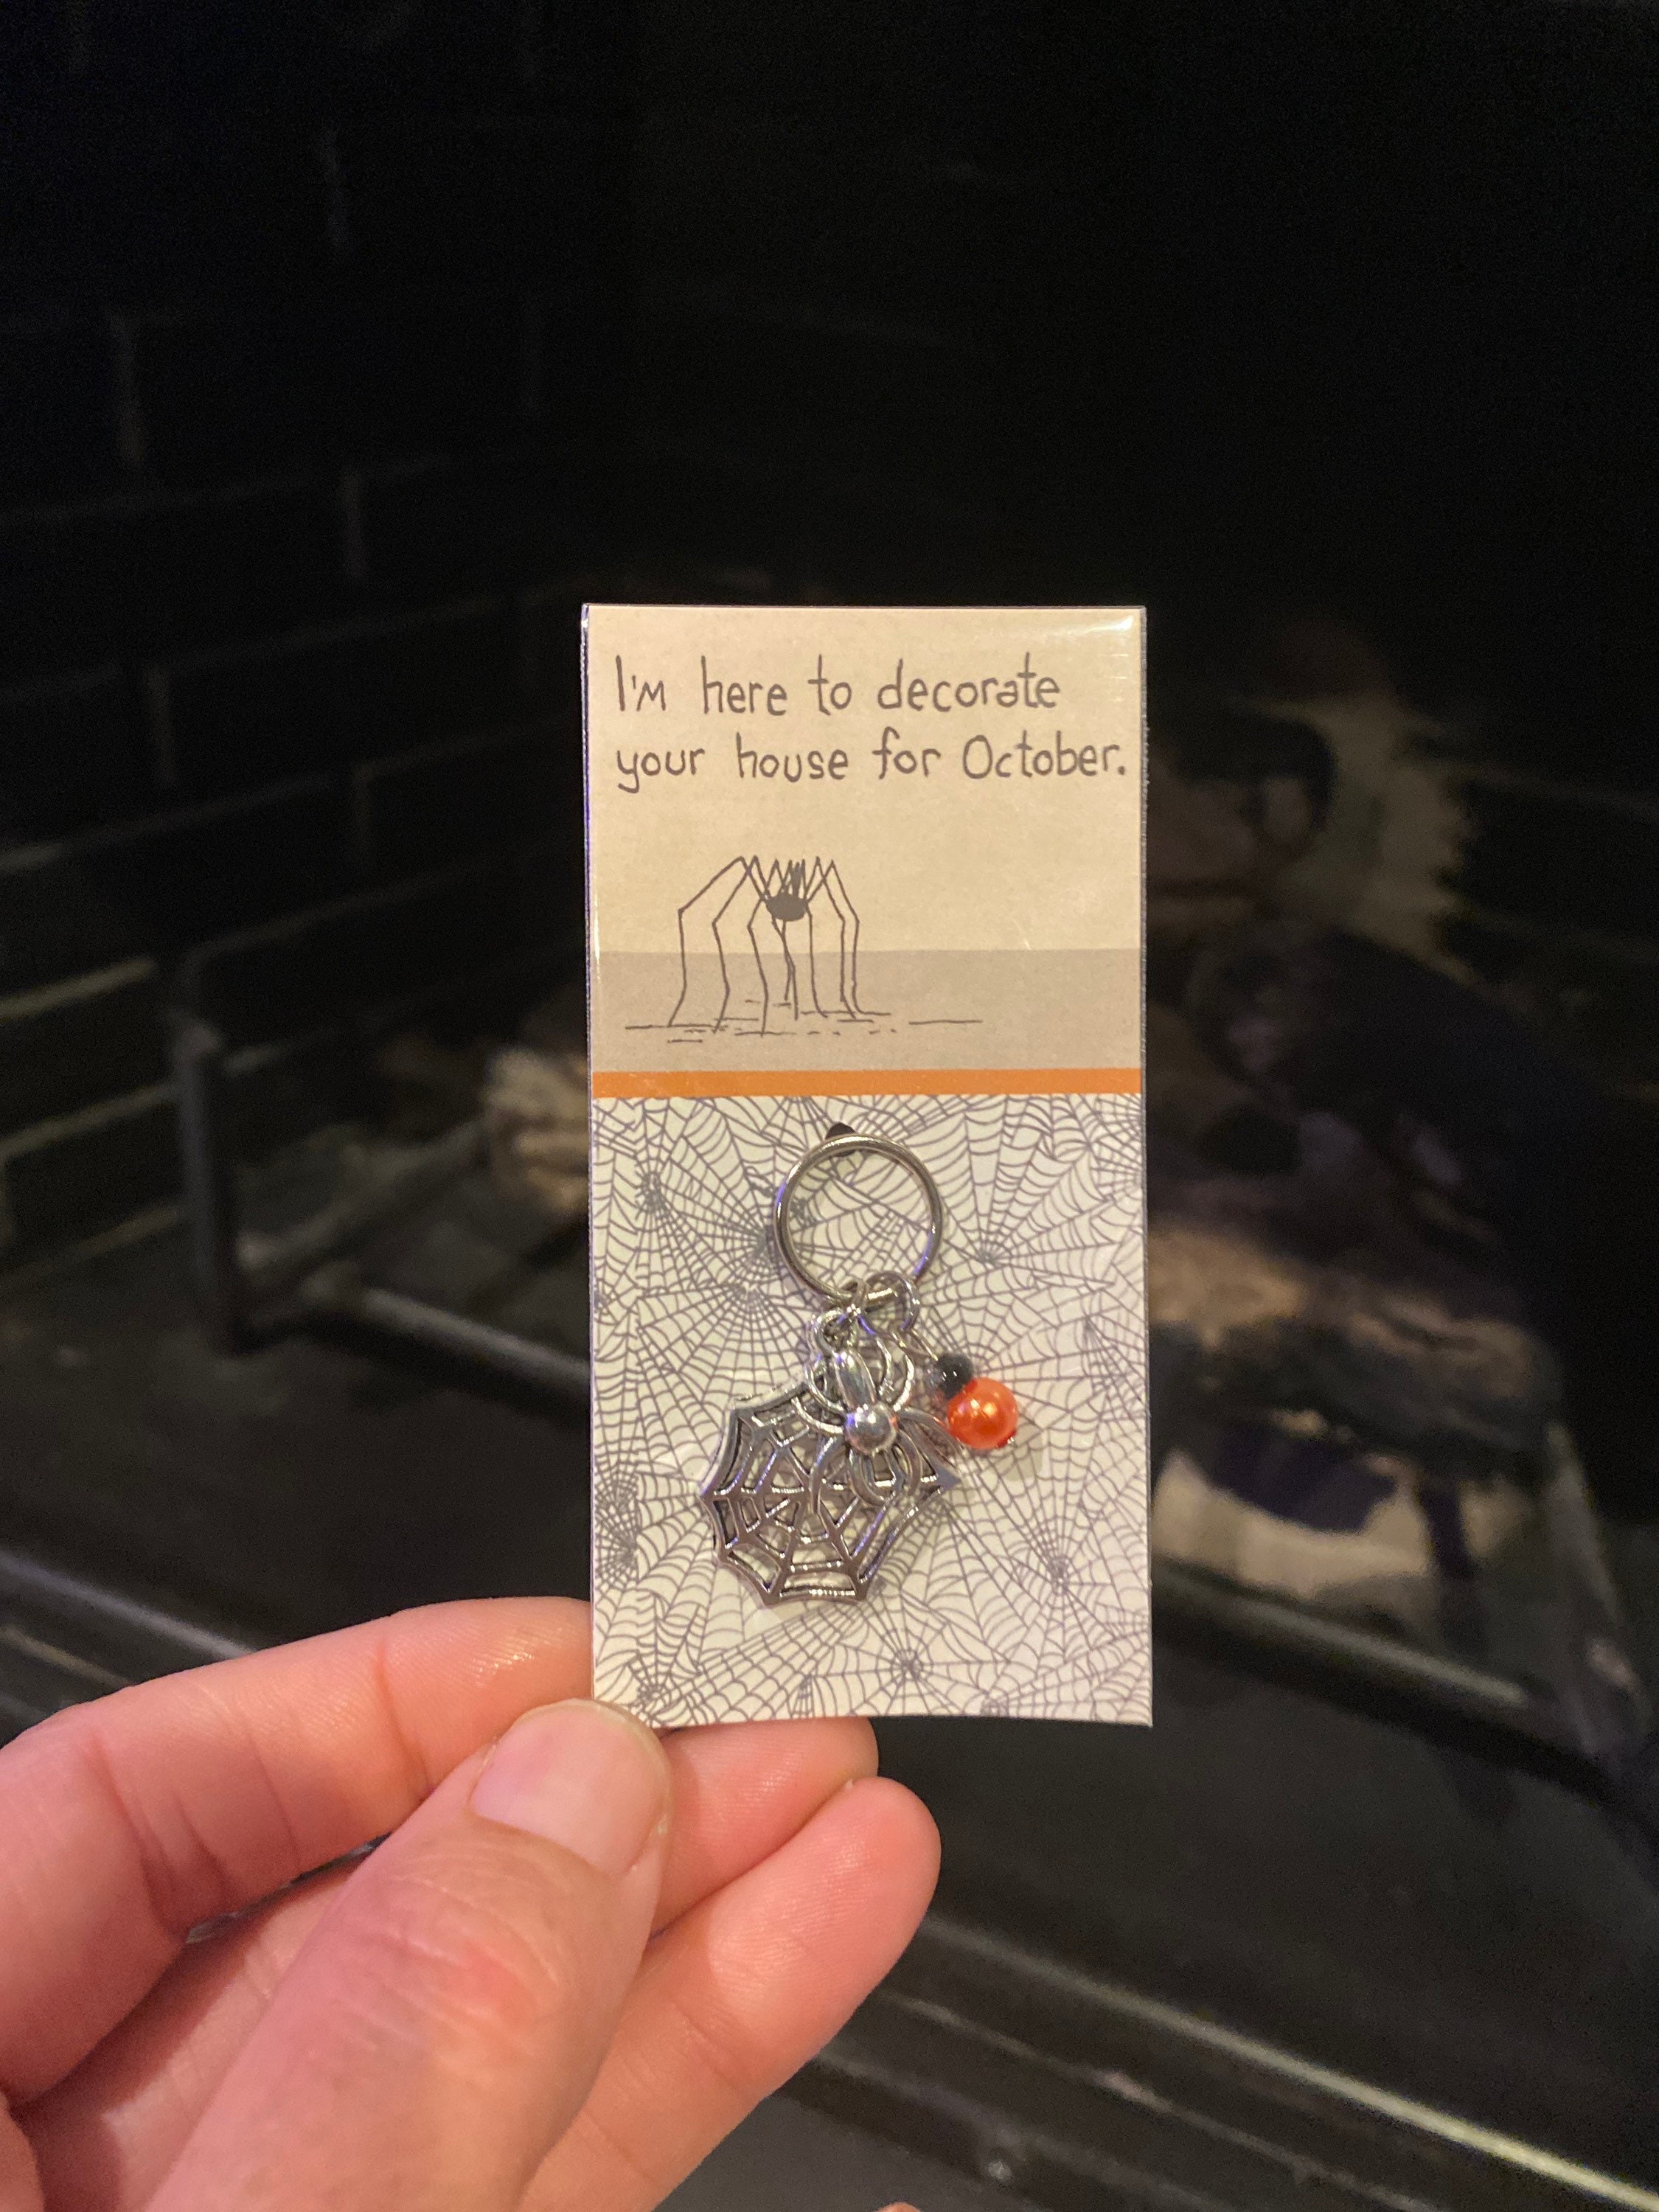 I'm here to decorate
your house for October.